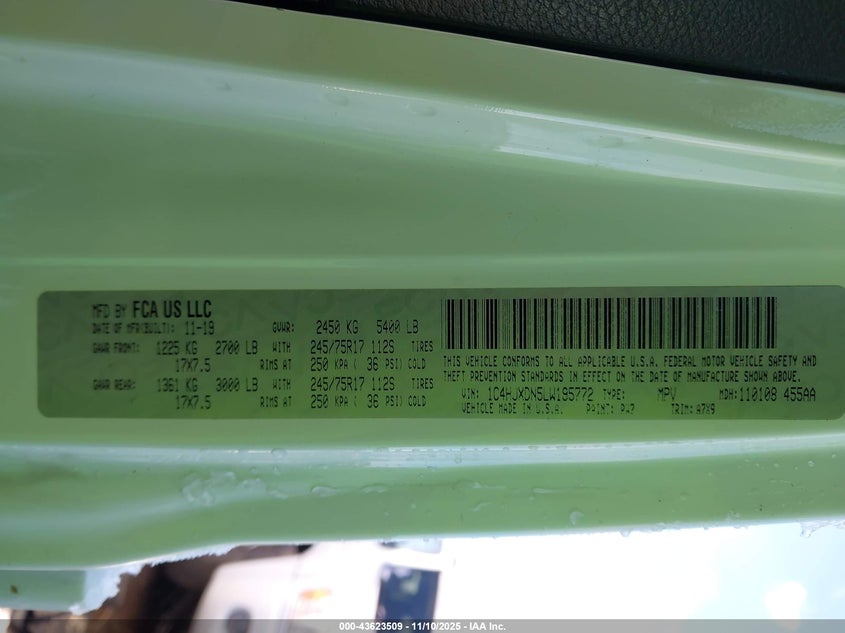 MFD BY FCA US LLC
DATE OF MFR(BUILT): 11-19 GVWR: 2450 KG 5400 LB
GAWR FRONT: 1225 KG 2700 LB WITH 245/75R17 112S TIRES
17X7.5 RIMS AT 250 KPA ( 36 PSI) COLD
GAWR REAR: 1361 KG 3000 LB WITH 245/75R17 112S TIRES
17X7.5 RIMS AT 250 KPA ( 36 PSI) COLD
THIS VEHICLE CONFORMS TO ALL APPLICABLE U.S.A. FEDERAL MOTOR VEHICLE SAFETY AND
THEFT PREVENTION STANDARDS IN EFFECT ON THE DATE OF MANUFACTURE SHOWN ABOVE.
VIN: 1C4HJXDN5LW195772 TYPE: MPV MDH: 110108 455AA
VEHICLE MADE IN U.S.A. PAINT: PW7 TRIM: A7X9
000-43623509 - 11/10/2025 - IAA Inc.